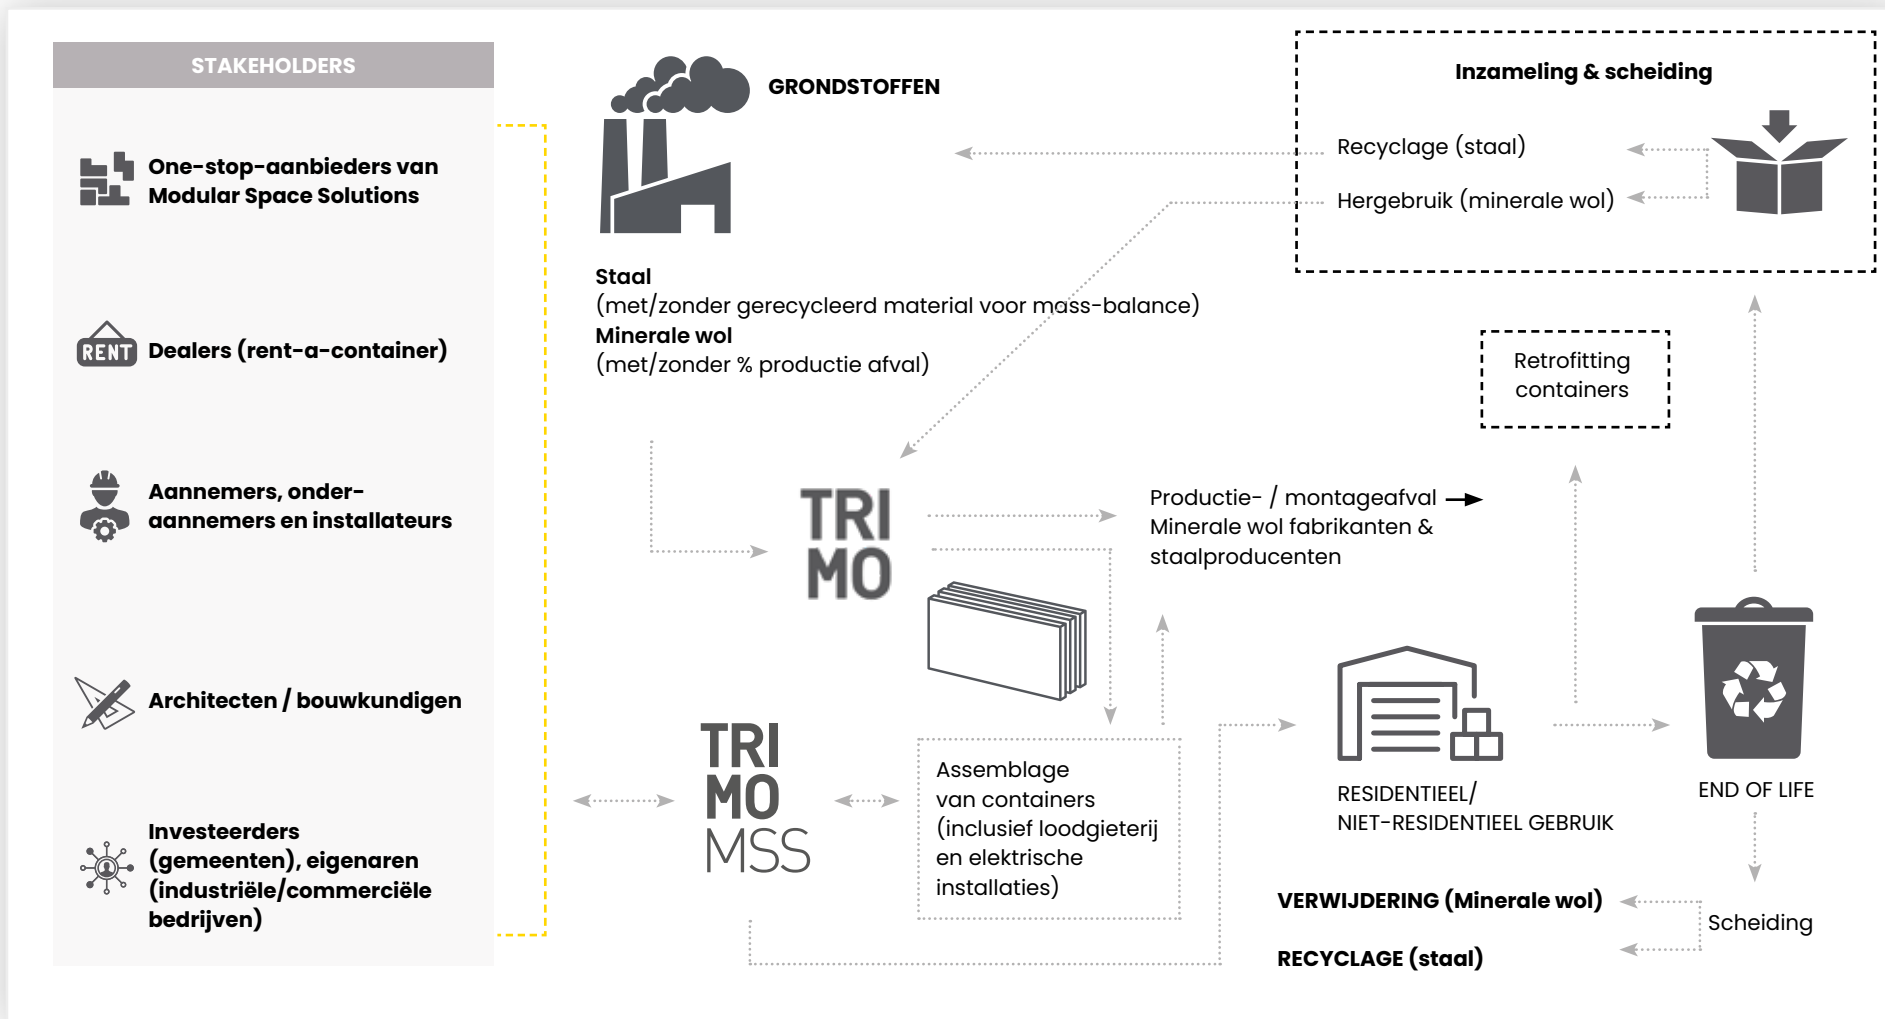 STAKEHOLDERS
One-stop-aanbieders van
Modular Space Solutions
RENT
Dealers (rent-a-container)
Aannemers, onder-
aannemers en installateurs
Architecten / bouwkundigen
Investeerders
(gemeenten), eigenaren
(industriële/commerciële
bedrijven)
GRONDSTOFFEN
Staal
(met/zonder gerecycleerd material voor mass-balance)
Minerale wol
(met/zonder % productie afval)
Inzameling & scheiding
Recyclage (staal)
Hergebruik (minerale wol)
Retrofitting
containers
TRI
MO
Productie- / montageafval
Minerale wol fabrikanten &
staalproducenten
TRI
MO
MSS
Assemblage
van containers
(inclusief loodgieterij
en elektrische
installaties)
RESIDENTIEEL/
NIET-RESIDENTIEEL GEBRUIK
END OF LIFE
VERWIJDERING (Minerale wol)
Scheiding
RECYCLAGE (staal)